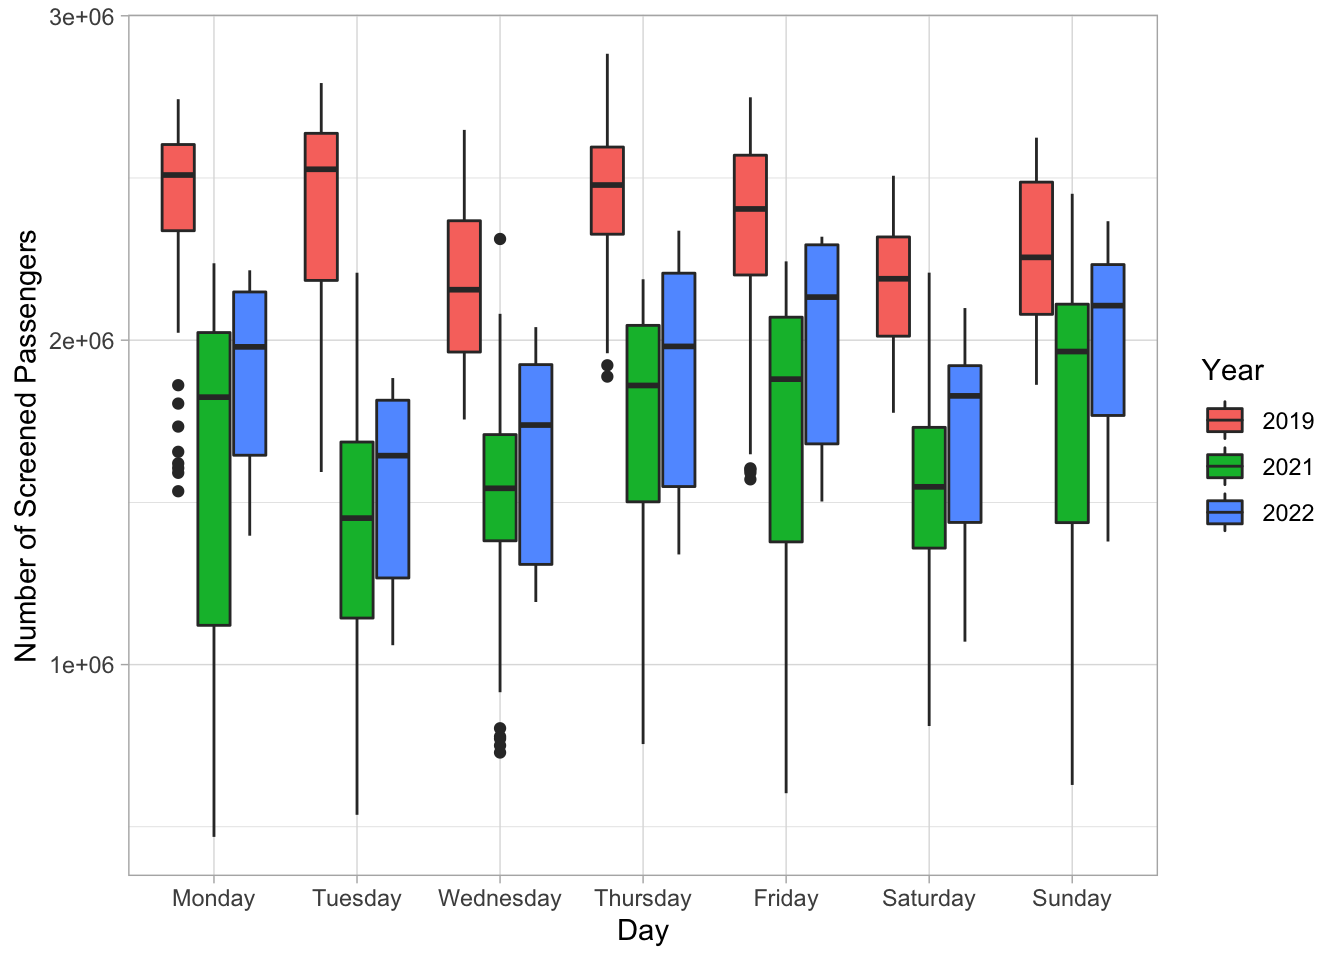 Number of Screened Passengers
3e+06
2e+06
1e+06
Monday Tuesday Wednesday Thursday Friday Saturday Sunday
Day
Year
2019
2021
2022